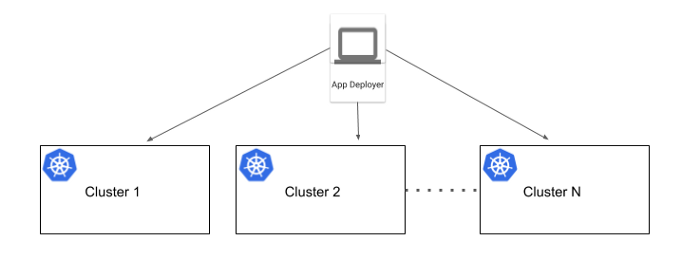 App Deployer
Cluster 1
Cluster 2
Cluster N